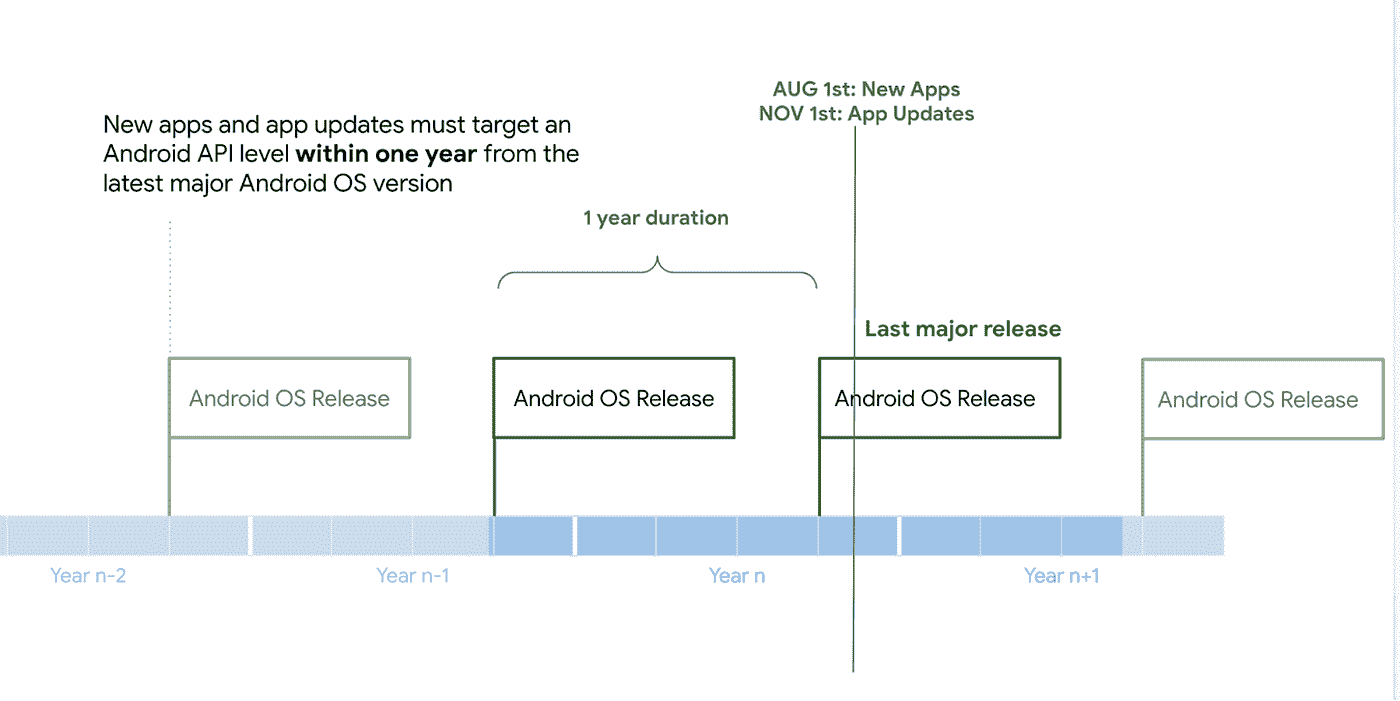 AUG 1st: New Apps
NOV 1st: App Updates
New apps and app updates must target an
Android API level within one year from the
latest major Android OS version
1 year duration
Last major release
Android OS Release
Android OS Release
Android OS Release
Android OS Release
Year n-2
Year n-1
Year n
Year n+1